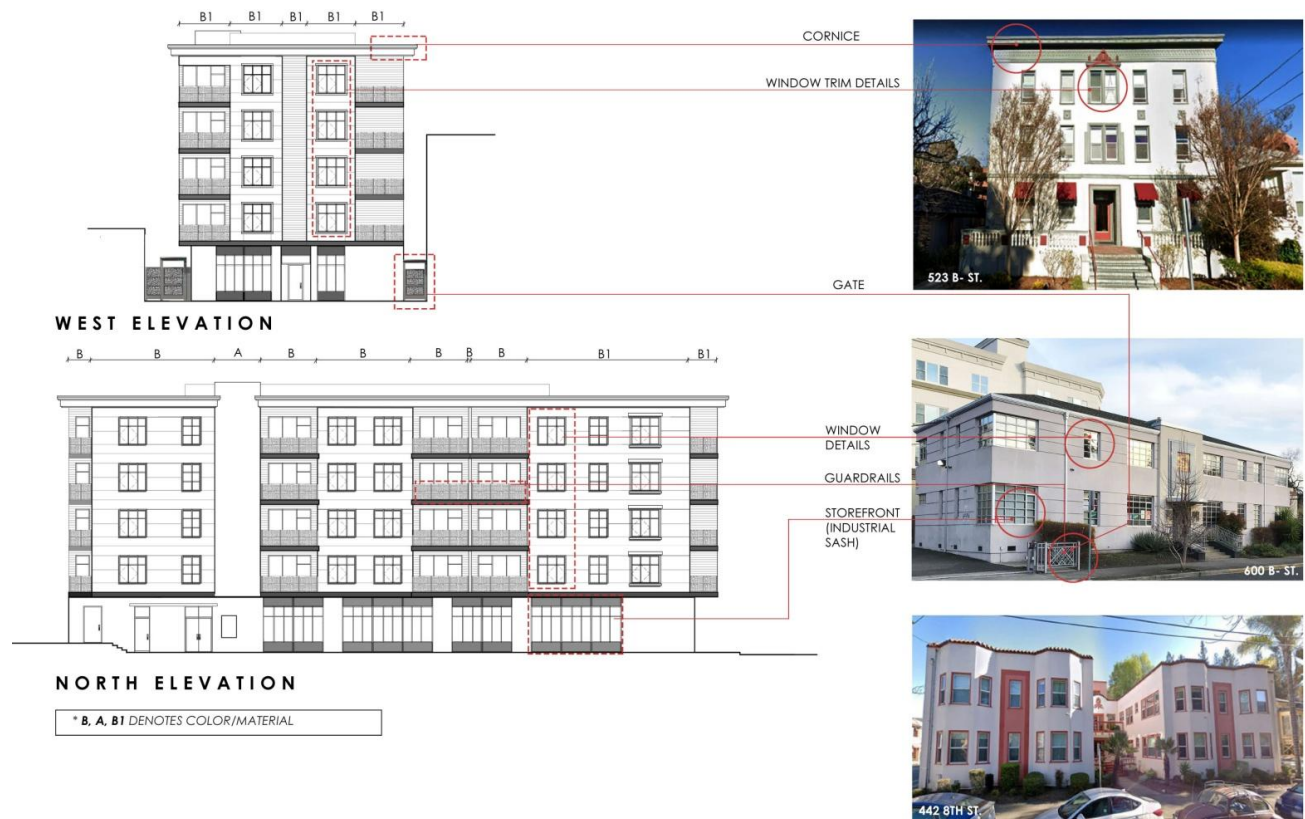 B1 B1 B1 B1 B1
CORNICE
WINDOW TRIM DETAILS
523 B- ST.
GATE
WEST ELEVATION
B B A B B B B B B1 B1
WINDOW
DETAILS
GUARDRAILS
STOREFRONT
(INDUSTRIAL
SASH)
600 B- ST.
NORTH ELEVATION
* B, A, B1 DENOTES COLOR/MATERIAL
442 8TH ST.